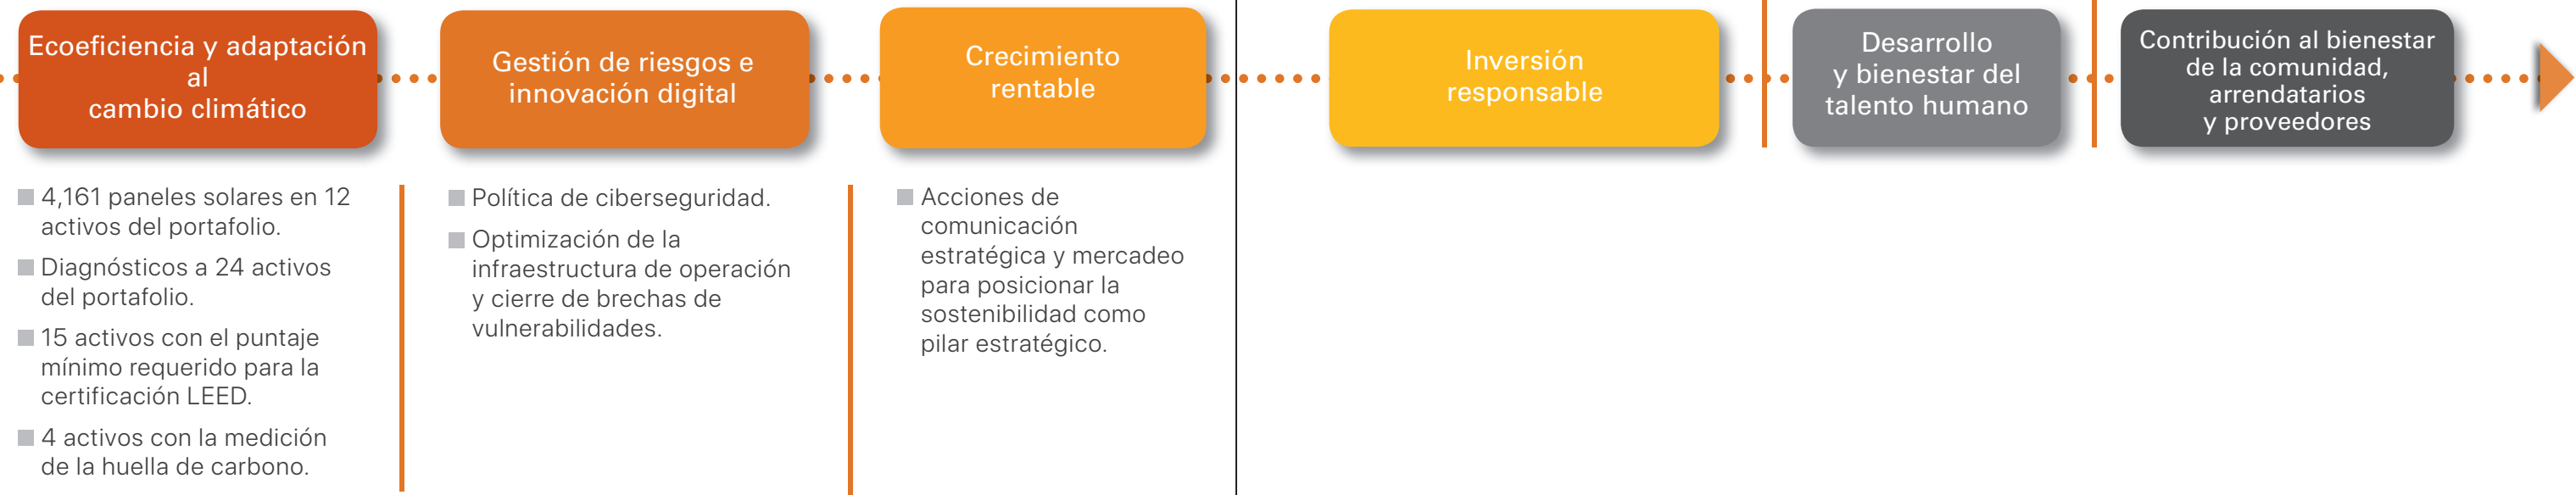 Ecoeficiencia y adaptación
al
cambio climático
Gestión de riesgos e
innovación digital
Crecimiento
rentable
Inversión
responsable
Desarrollo
y bienestar del
talento humano
Contribución al bienestar
de la comunidad,
arrendatarios
y proveedores
4,161 paneles solares en 12
activos del portafolio.
Diagnósticos a 24 activos
del portafolio.
15 activos con el puntaje
mínimo requerido para la
certificación LEED.
4 activos con la medición
de la huella de carbono.
Política de ciberseguridad.
Optimización de la
infraestructura de operación
y cierre de brechas de
vulnerabilidades.
Acciones de
comunicación
estratégica y mercadeo
para posicionar la
sostenibilidad como
pilar estratégico.